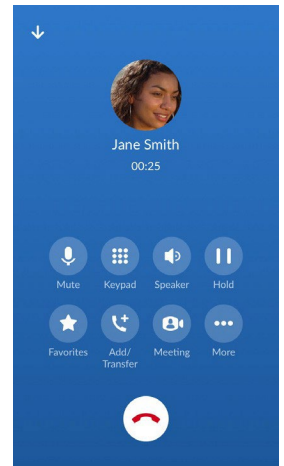 Jane Smith
00:25
Mute Keypad Speaker Hold
Favorites Add/ Meeting More
Transfer